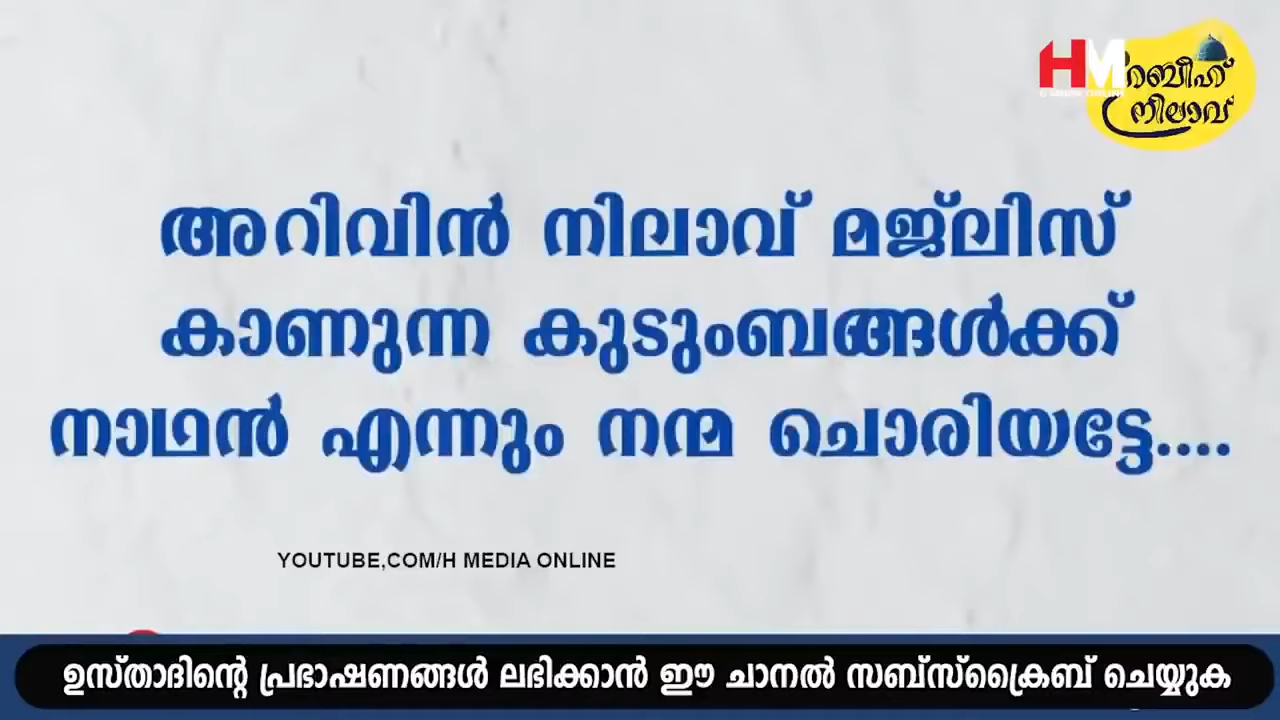 HM
റബീഹ്
നിലാവ്
അറിവിൻ നിലാവ് മജ്ലിസ്
കാണുന്ന കുടുംബങ്ങൾക്ക്
നാഥൻ എന്നും നന്മ ചൊരിയട്ടേ....
YOUTUBE,COM/H MEDIA ONLINE
ഉസ്താദിന്റെ പ്രഭാഷണങ്ങൾ ലഭിക്കാൻ ഈ ചാനൽ സബ്സ്ക്രൈബ് ചെയ്യുക